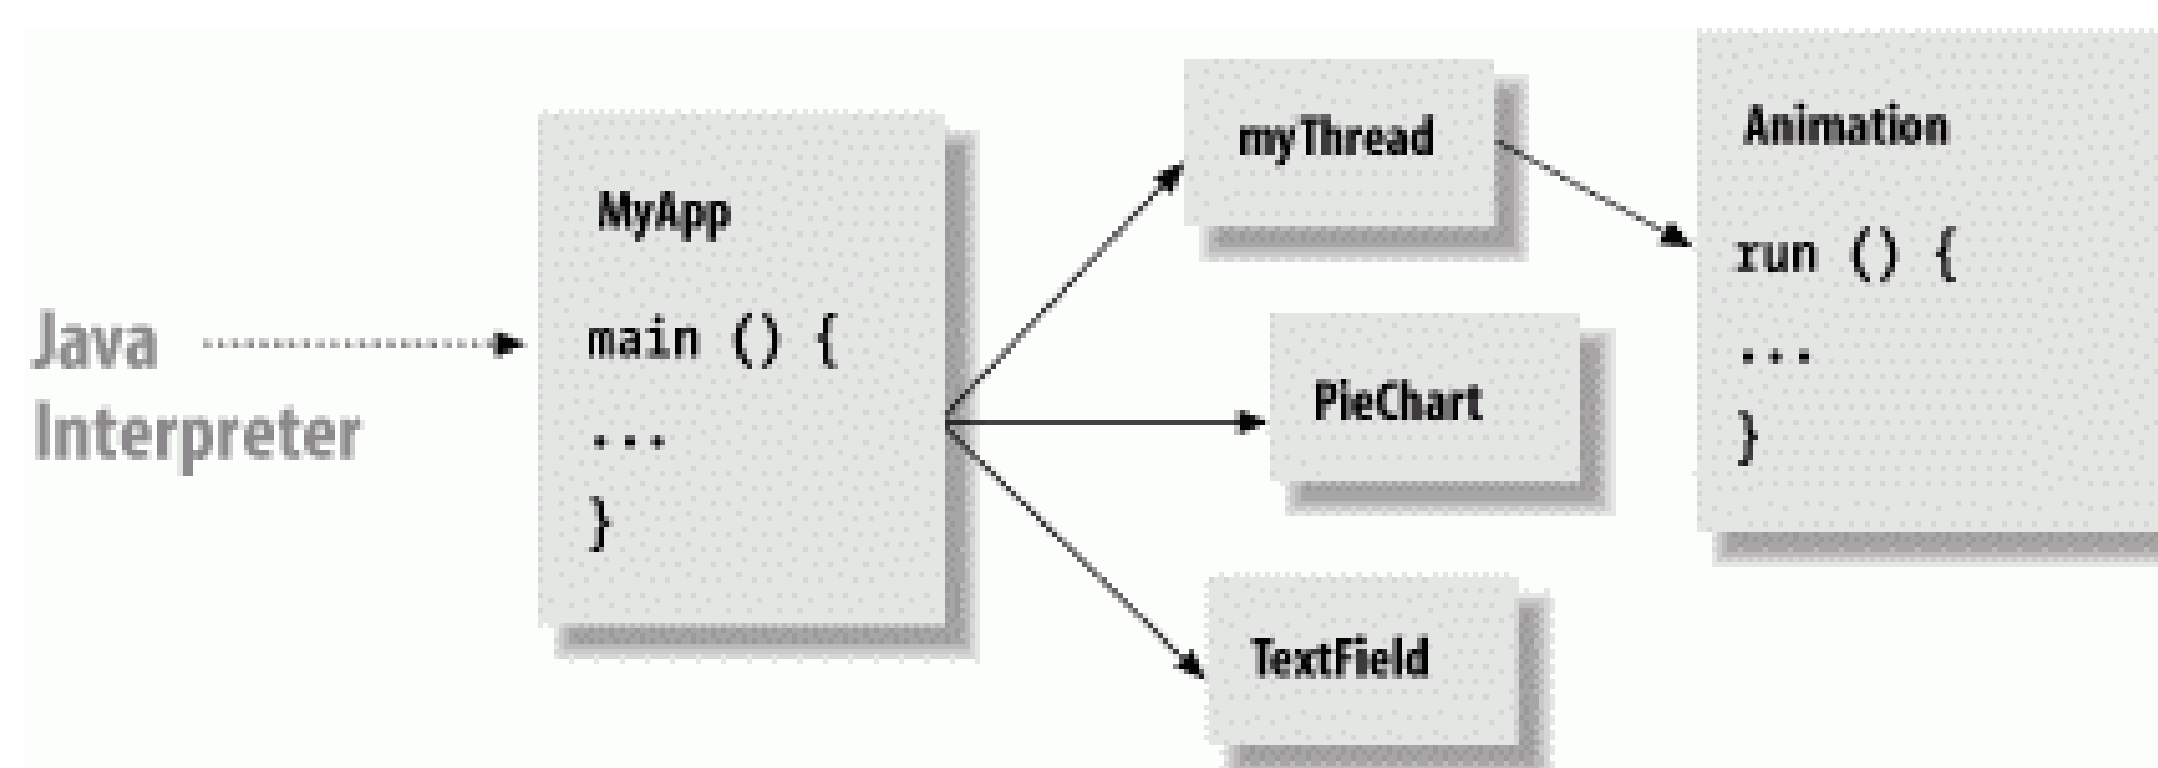 Java
Interpreter
MyApp
main () {
...
}
myThread
PieChart
TextField
Animation
run () {
...
}